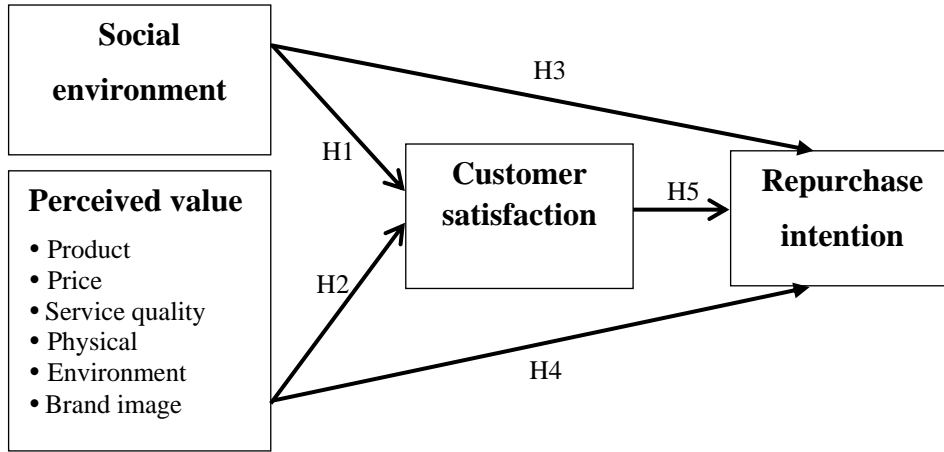 Social
environment
H3
H1
Customer
satisfaction
H5
Repurchase
intention
Perceived value
• Product
• Price
• Service quality
• Physical
• Environment
• Brand image
H2
H4